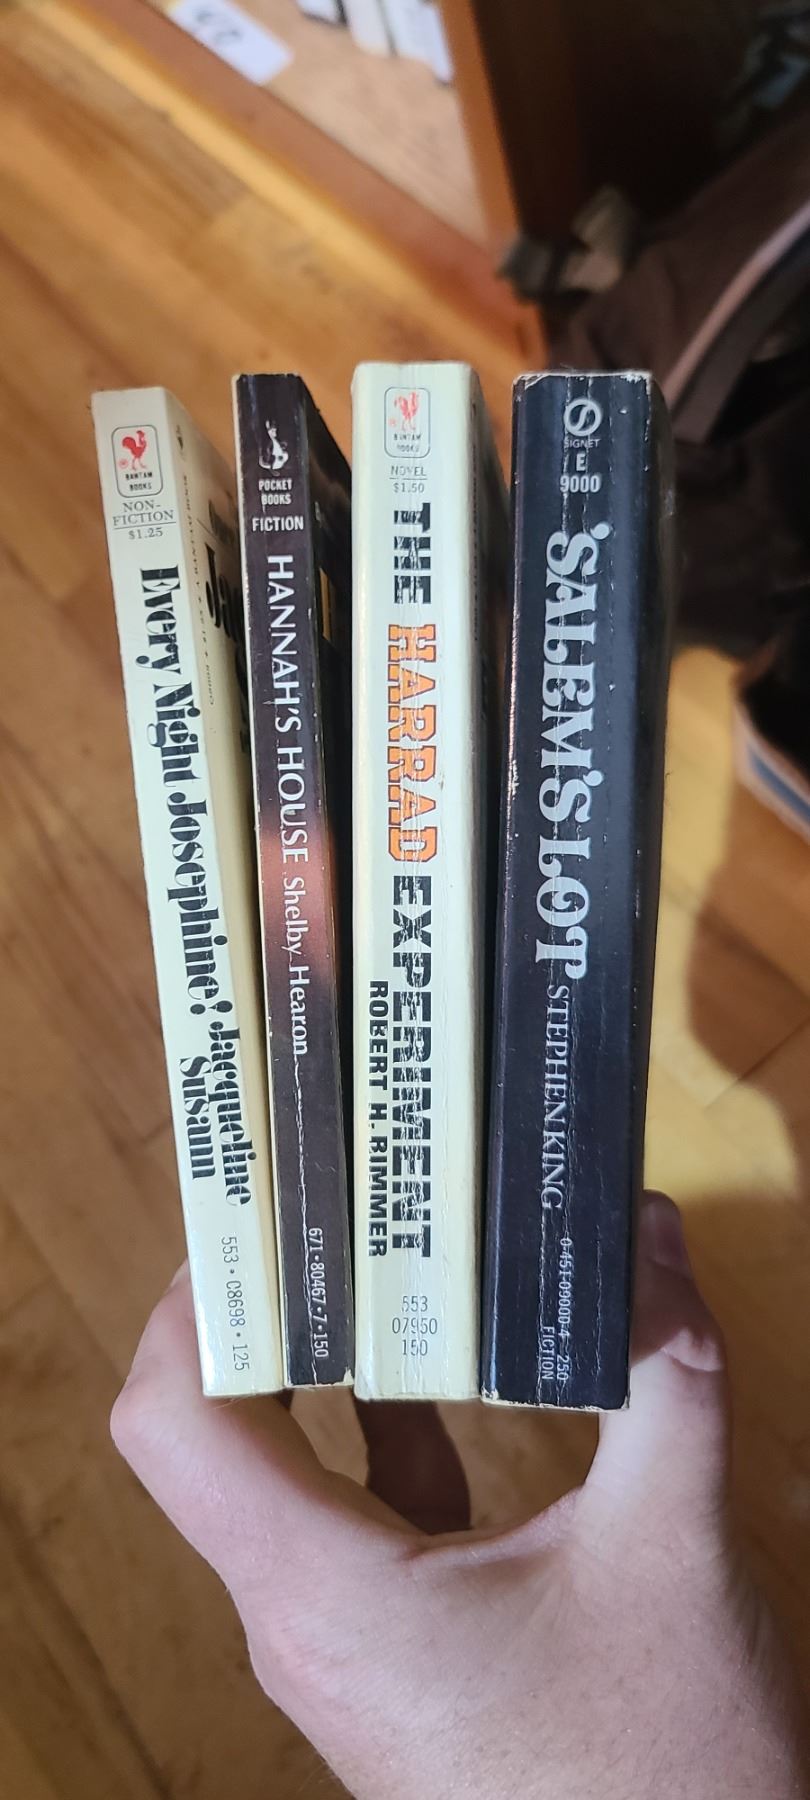 BANTAM
BOOKS
NON-
FICTION
$1.25
Every Night, Josephine! Jacqueline
Susann
553 • 08698 • 125
POCKET
BOOKS
FICTION
HANNAH'S HOUSE Shelby Hearon
671•80467•7•150
BANTAM
BOOKS
NOVEL
$1.50
THE HARRAD EXPERIMENT
ROBERT H. RIMMER
553
07950
150
SIGNET
E
9000
'SALEM'S LOT STEPHEN KING
0-451-09000-4 250
FICTION